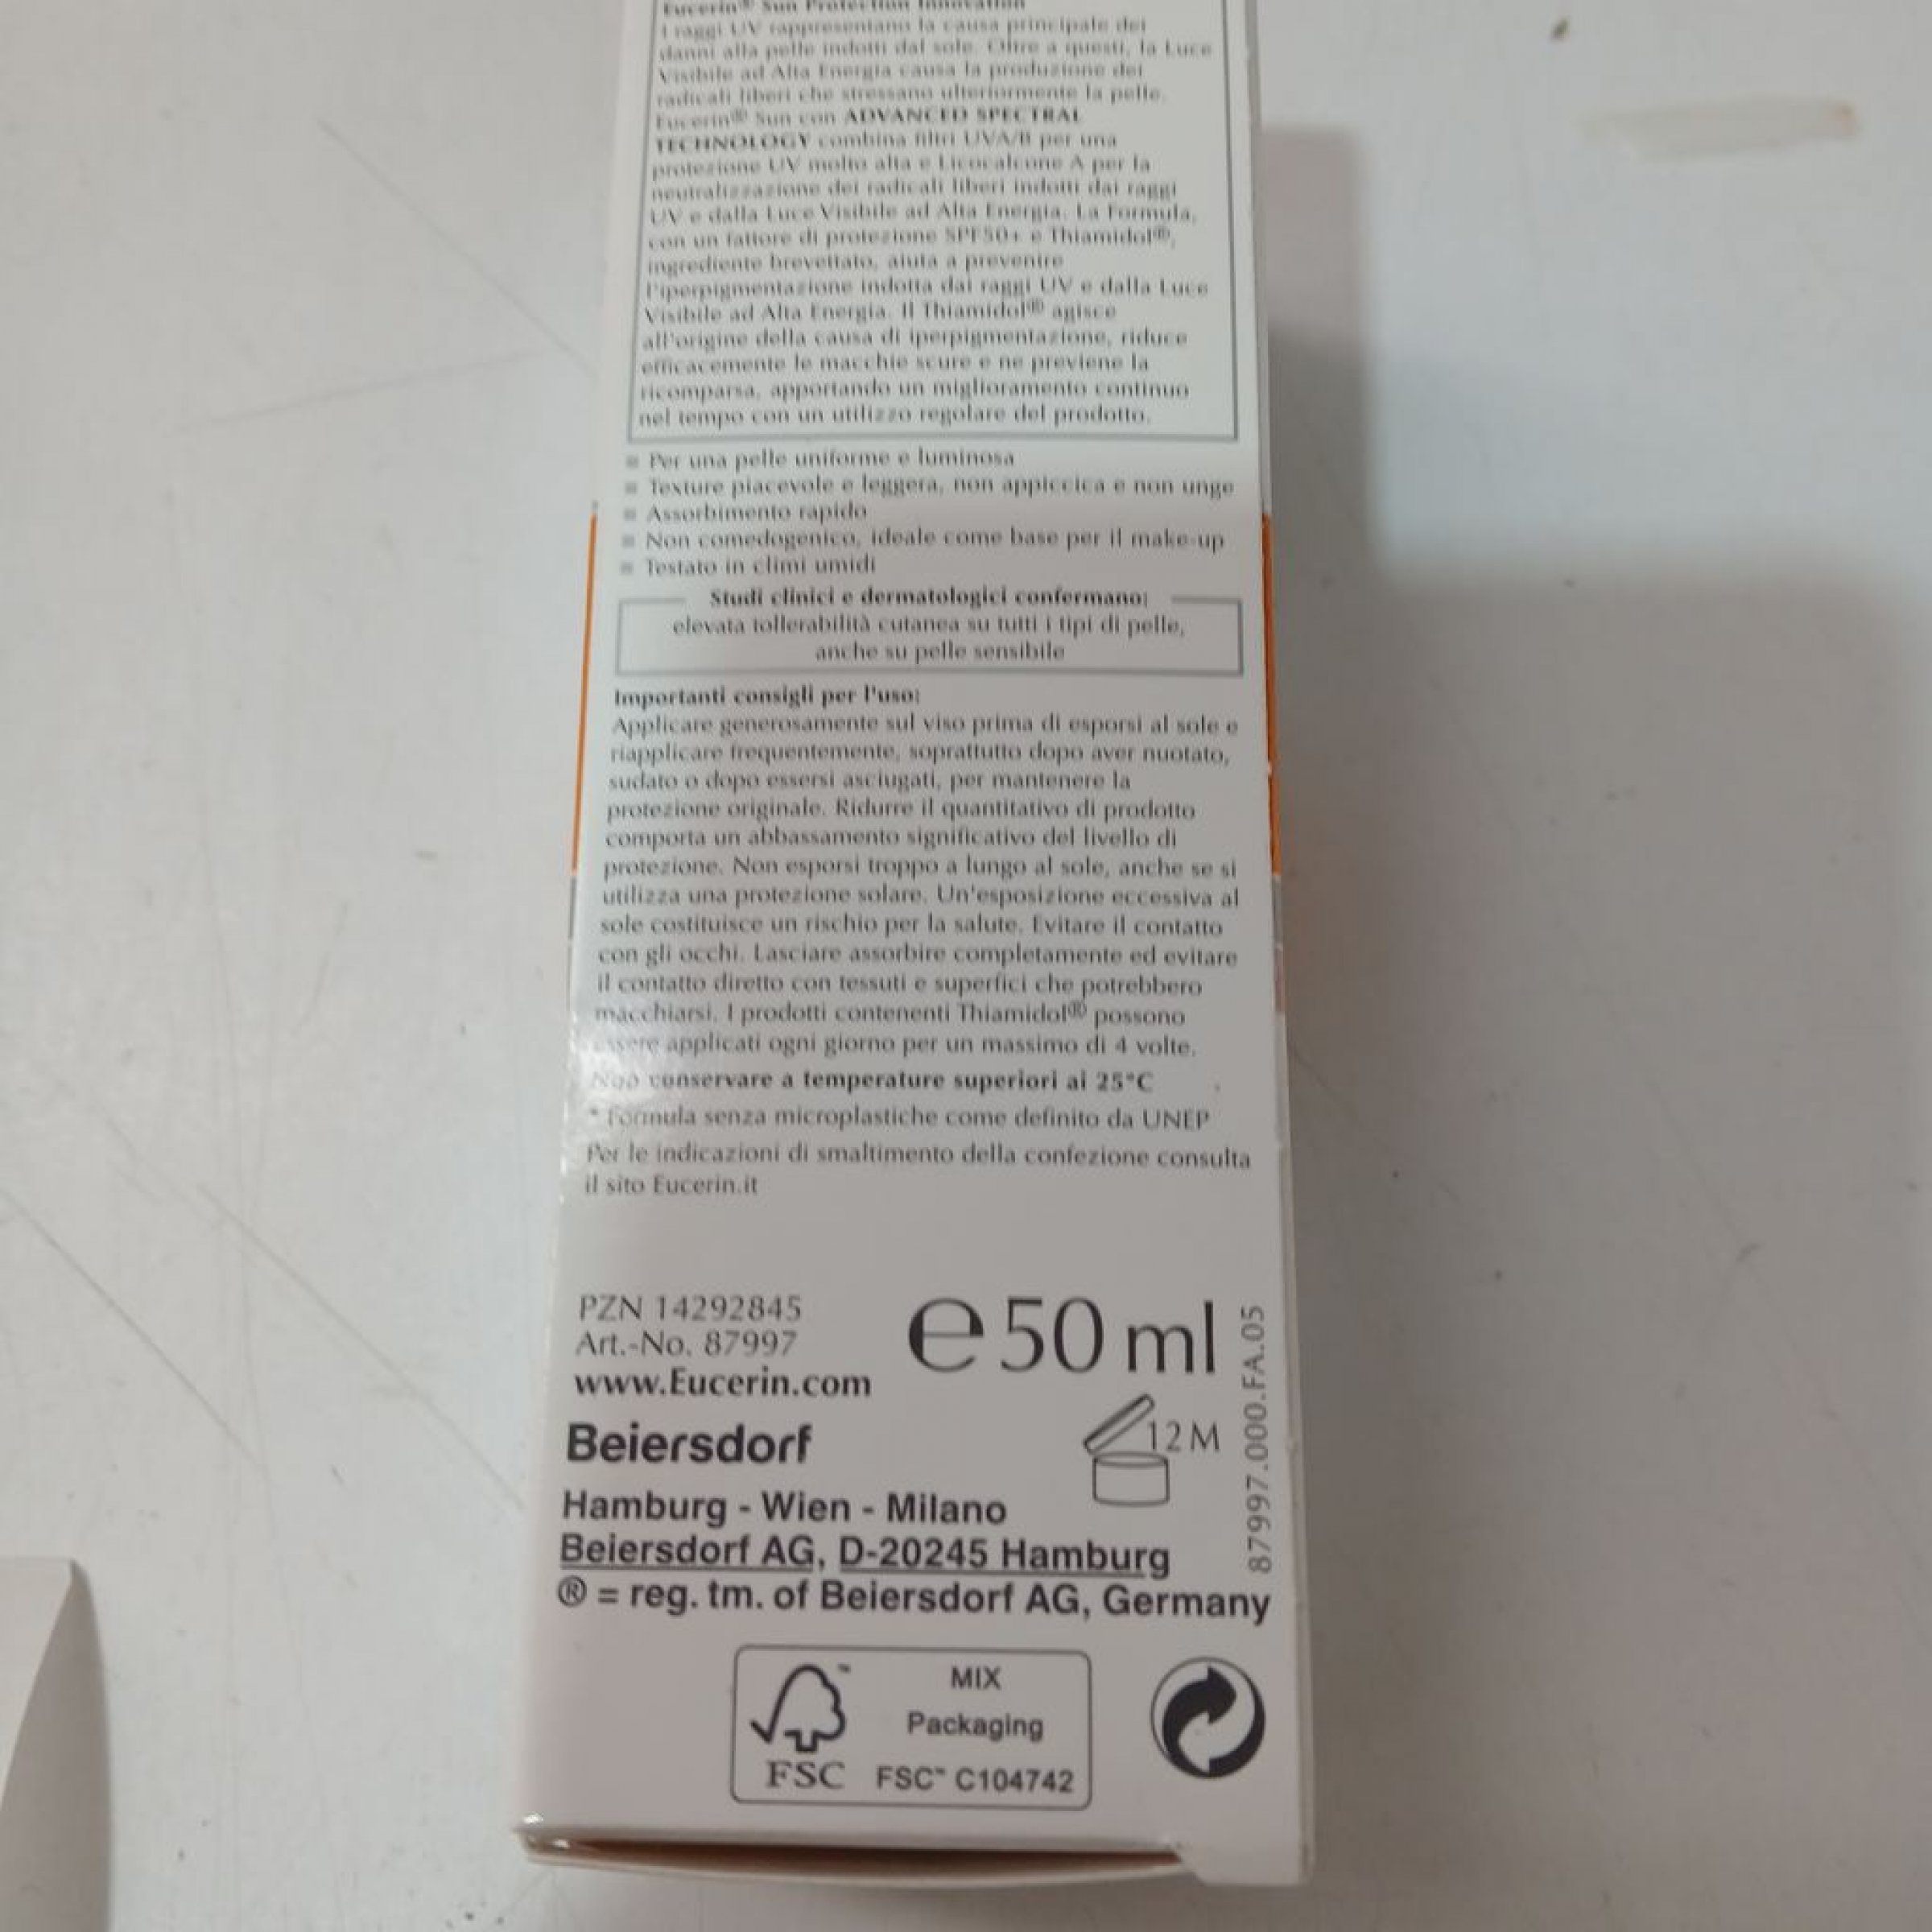 Eucerin® Sun Protection Innovation
I raggi UV rappresentano la causa principale dei
danni alla pelle indotti dal sole. Oltre a questi, la Luce
Visibile ad Alta Energia causa la produzione dei
radicali liberi che stressano ulteriormente la pelle.
Eucerin® Sun con ADVANCED SPECTRAL
TECHNOLOGY combina filtri UVA/B per una
protezione UV molto alta e Licocalcone A per la
neutralizzazione dei radicali liberi indotti dai raggi
UV e dalla Luce Visibile ad Alta Energia. La Formula,
con un fattore di protezione SPF50+ e Thiamidol®,
ingrediente brevettato, aiuta a prevenire
l'iperpigmentazione indotta dai raggi UV e dalla Luce
Visibile ad Alta Energia. Il Thiamidol® agisce
all'origine della causa di iperpigmentazione, riduce
efficacemente le macchie scure e ne previene la
ricomparsa, apportando un miglioramento continuo
nel tempo con un utilizzo regolare del prodotto.
Per una pelle uniforme e luminosa
Texture piacevole e leggera, non appiccica e non unge
Assorbimento rapido
Non comedogenico, ideale come base per il make-up
Testato in climi umidi
Studi clinici e dermatologici confermano:
elevata tollerabilità cutanea su tutti i tipi di pelle,
anche su pelle sensibile
Importanti consigli per l'uso:
Applicare generosamente sul viso prima di esporsi al sole e
riapplicare frequentemente, soprattutto dopo aver nuotato,
sudato o dopo essersi asciugati, per mantenere la
protezione originale. Ridurre il quantitativo di prodotto
comporta un abbassamento significativo del livello di
protezione. Non esporsi troppo a lungo al sole, anche se si
utilizza una protezione solare. Un'esposizione eccessiva al
sole costituisce un rischio per la salute. Evitare il contatto
con gli occhi. Lasciare assorbire completamente ed evitare
il contatto diretto con tessuti e superfici che potrebbero
macchiarsi. I prodotti contenenti Thiamidol® possono
essere applicati ogni giorno per un massimo di 4 volte.
Non conservare a temperature superiori ai 25°C
* Formula senza microplastiche come definito da UNEP
Per le indicazioni di smaltimento della confezione consulta
il sito Eucerin.it
PZN 14292845
Art.-No. 87997
www.Eucerin.com
e 50 ml
12M
87997.000.FA.05
Beiersdorf
Hamburg - Wien - Milano
Beiersdorf AG, D-20245 Hamburg
® = reg. tm. of Beiersdorf AG, Germany
MIX
Packaging
FSC FSC™ C104742